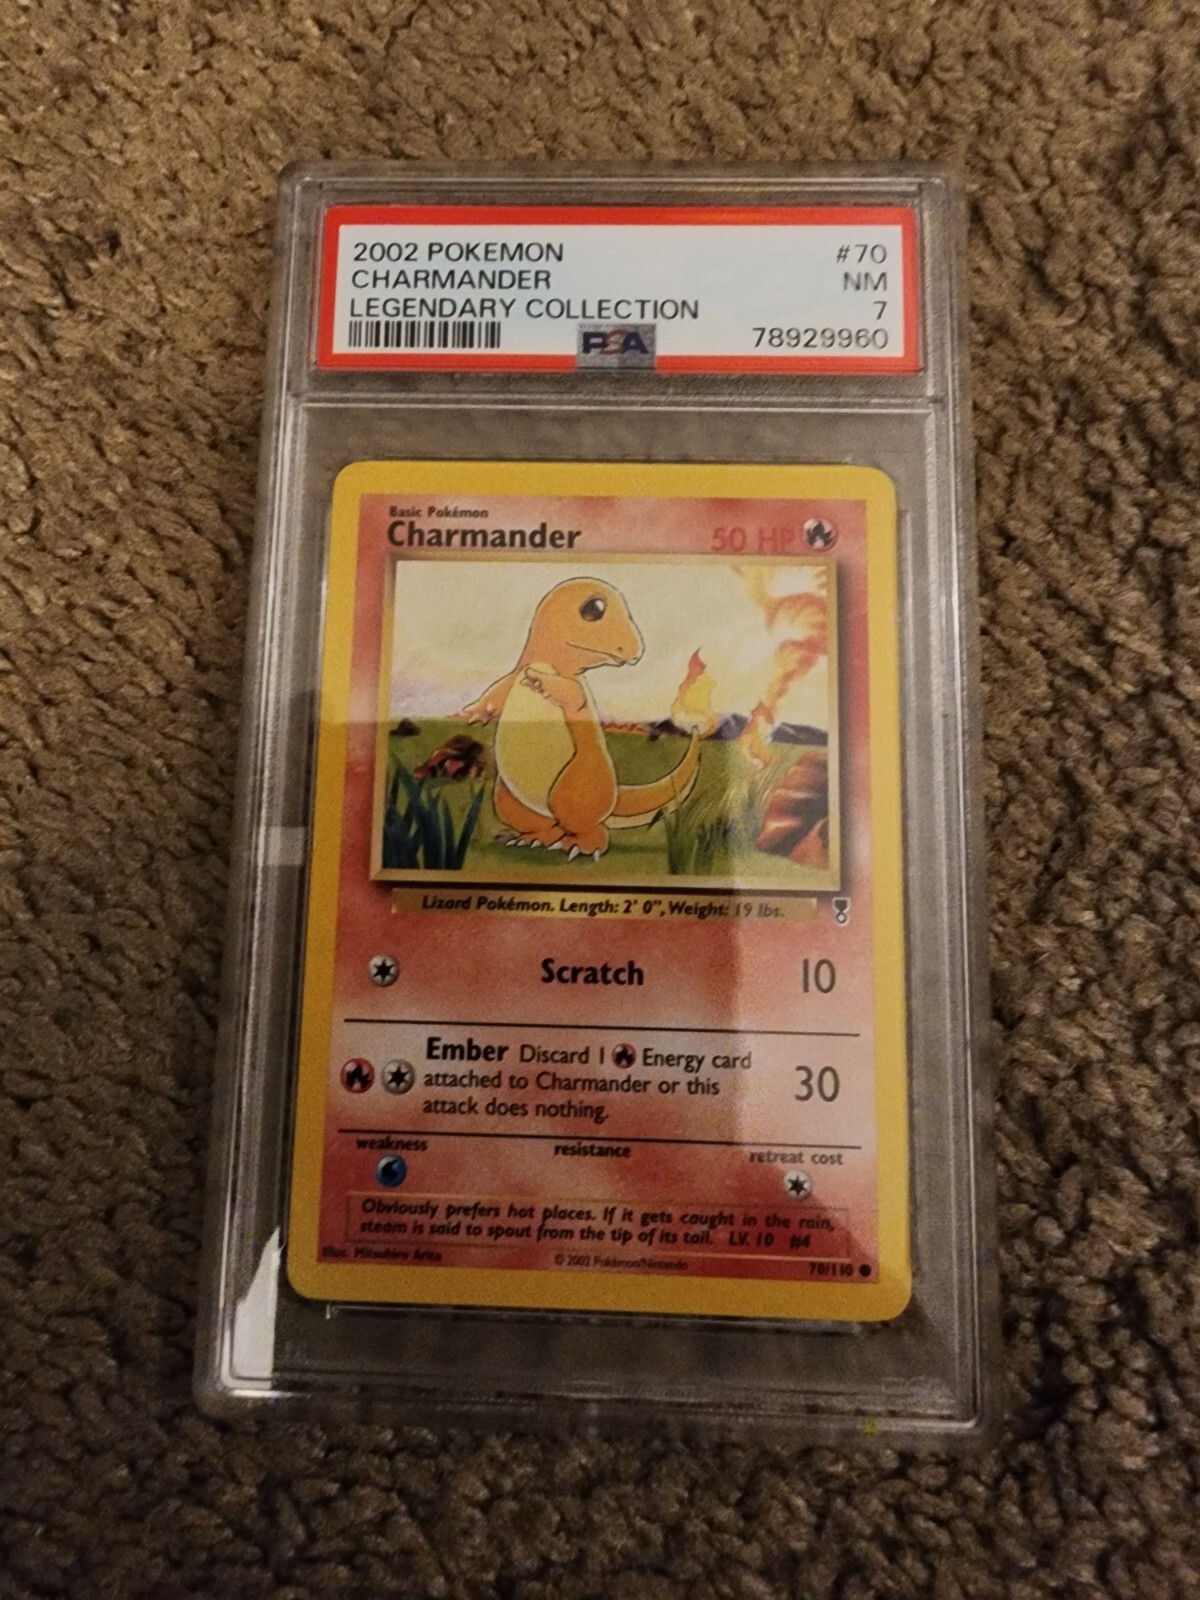 2002 POKEMON #70
CHARMANDER NM
LEGENDARY COLLECTION 7
PSA 78929960
Basic Pokémon
Charmander 50 HP
Lizard Pokémon. Length: 2' 0", Weight: 19 lbs.
Scratch 10
Ember Discard 1 Energy card
attached to Charmander or this
attack does nothing.
30
weakness resistance retreat cost
Obviously prefers hot places. If it gets caught in the rain,
steam is said to spout from the tip of its tail. LV. 10 #4
Illus. Mitsuhiro Arita © 2002 Pokémon/Nintendo 70/110